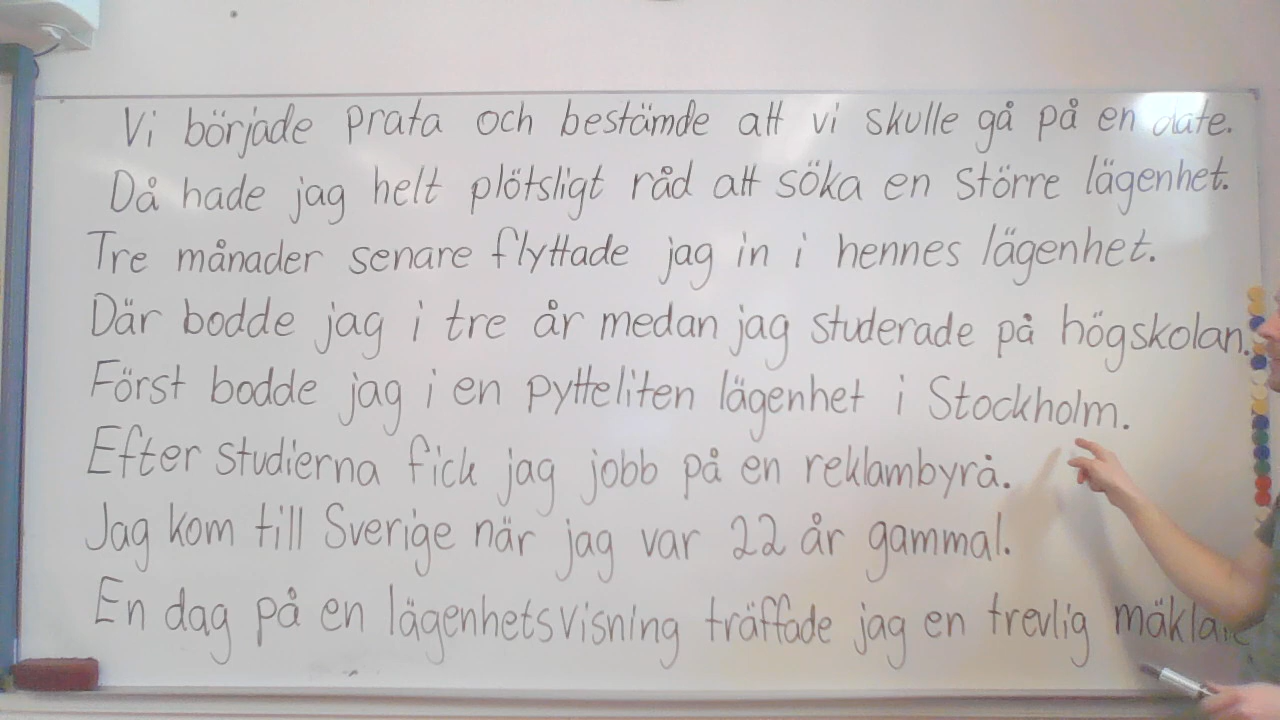 Vi började prata och bestämde att vi skulle gå på en date.
Då hade jag helt plötsligt råd att söka en större lägenhet.
Tre månader senare flyttade jag in i hennes lägenhet.
Där bodde jag i tre år medan jag studerade på högskolan.
Först bodde jag i en pytteliten lägenhet i Stockholm.
Efter studierna fick jag jobb på en reklambyrå.
Jag kom till Sverige när jag var 22 år gammal.
En dag på en lägenhetsvisning träffade jag en trevlig